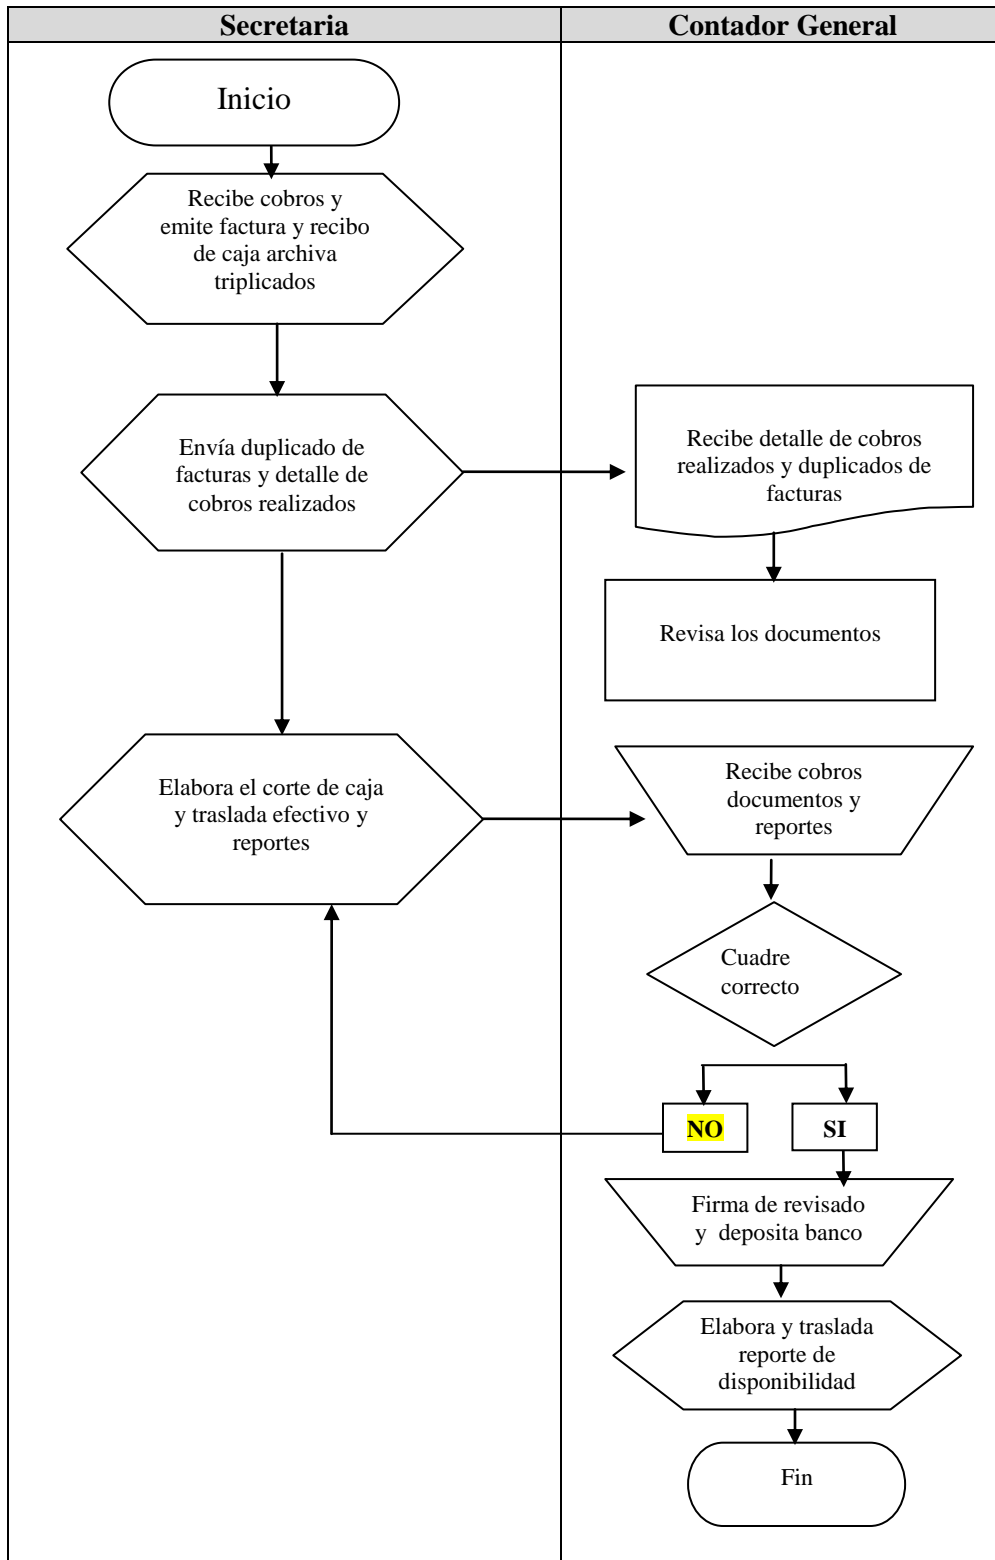 Secretaria
Contador General
Inicio
Recibe cobros y
emite factura y recibo
de caja archiva
triplicados
Envía duplicado de
facturas y detalle de
cobros realizados
Recibe detalle de cobros
realizados y duplicados de
facturas
Revisa los documentos
Elabora el corte de caja
y traslada efectivo y
reportes
Recibe cobros
documentos y
reportes
Cuadre
correcto
NO
SI
Firma de revisado
y deposita banco
Elabora y traslada
reporte de
disponibilidad
Fin